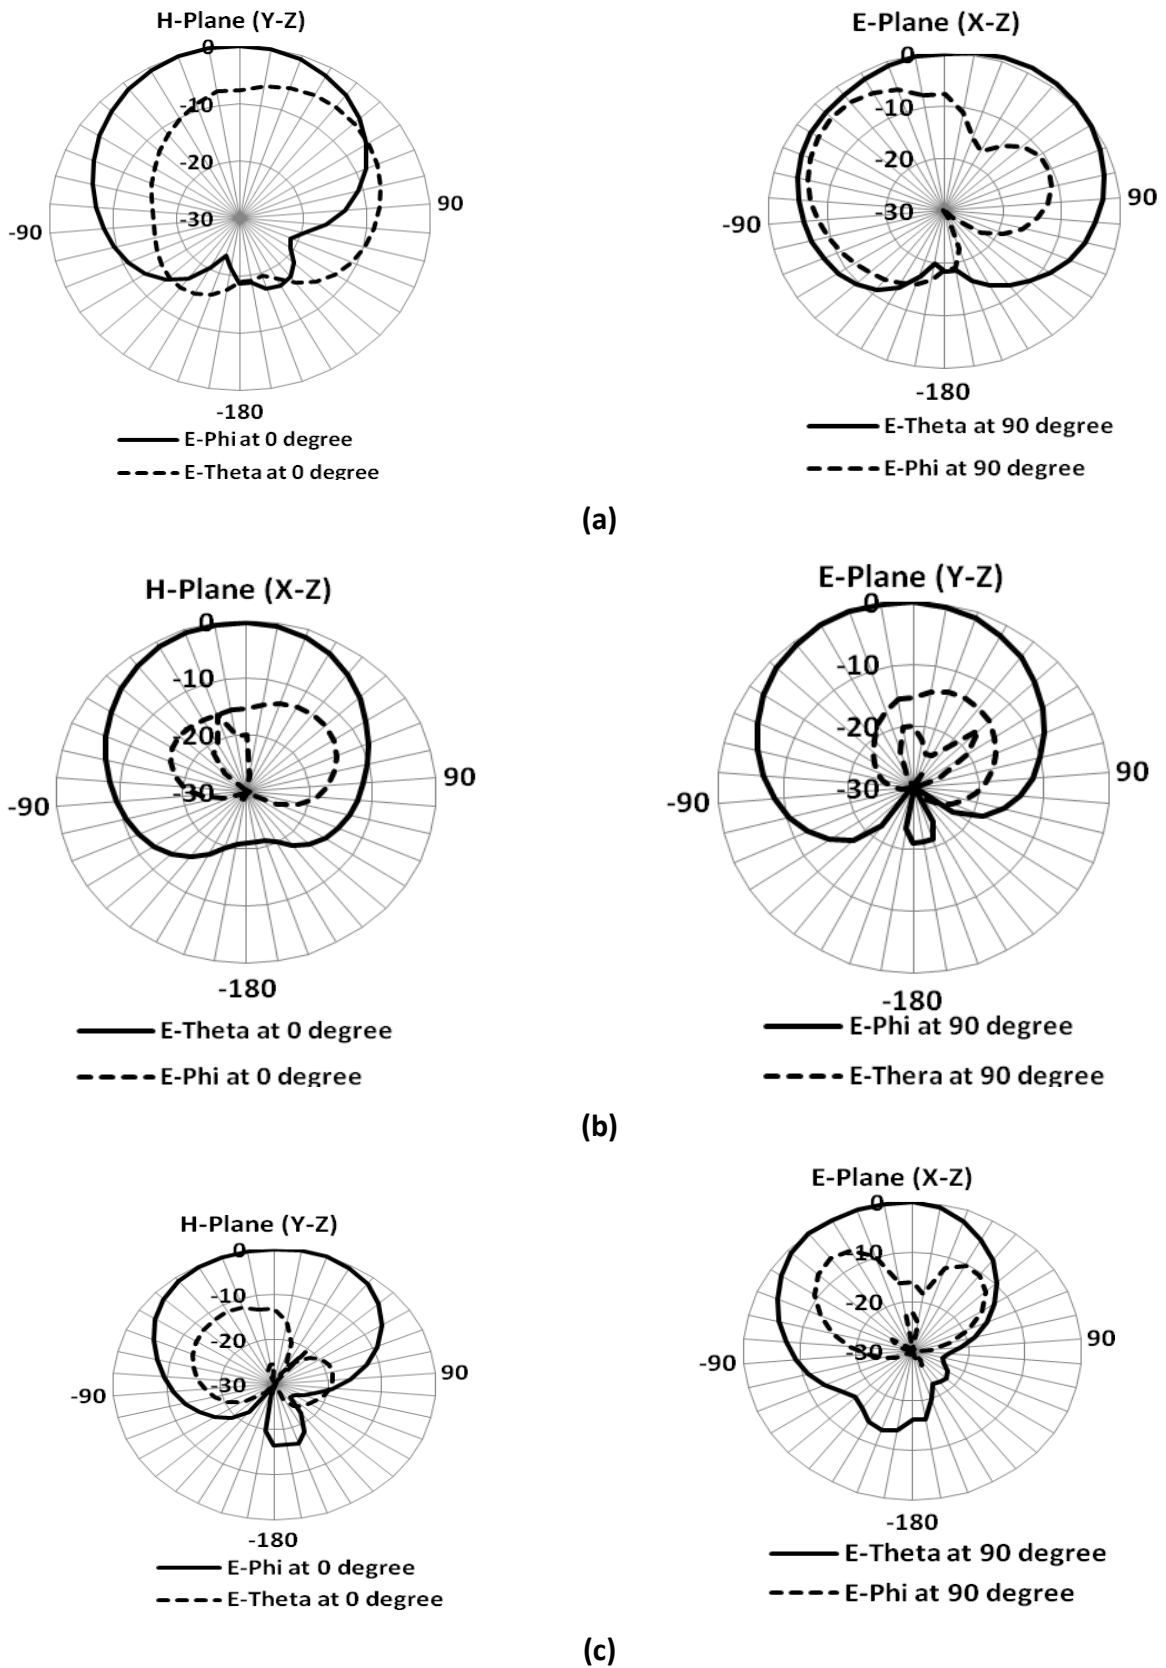 H-Plane (Y-Z)
0
-10
-20
-30
90
-90
-180
E-Phi at 0 degree
E-Theta at 0 degree
E-Plane (X-Z)
0
-10
-20
-30
90
-90
-180
E-Theta at 90 degree
E-Phi at 90 degree
(a)
H-Plane (X-Z)
0
-10
-20
-30
90
-90
-180
E-Theta at 0 degree
E-Phi at 0 degree
E-Plane (Y-Z)
0
-10
-20
-30
90
-90
-180
E-Phi at 90 degree
E-Thera at 90 degree
(b)
H-Plane (Y-Z)
0
-10
-20
-30
90
-90
-180
E-Phi at 0 degree
E-Theta at 0 degree
E-Plane (X-Z)
0
-10
-20
-30
90
-90
-180
E-Theta at 90 degree
E-Phi at 90 degree
(c)